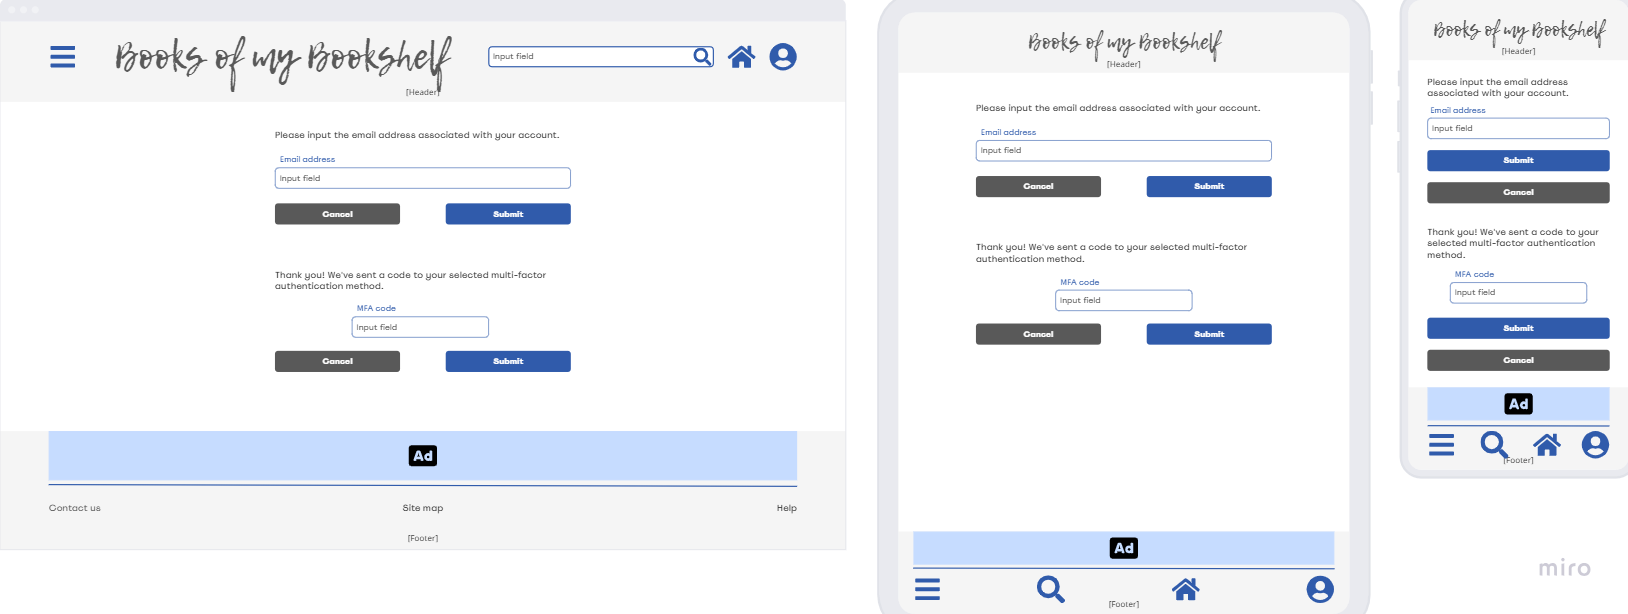 Books of my Bookshelf
Input field
[Header]
Please input the email address associated with your account.
Email address
Input field
Cancel
Submit
Thank you! We've sent a code to your selected multi-factor
authentication method.
MFA code
Input field
Cancel
Submit
Ad
Contact us
Site map
Help
[Footer]
Books of my Bookshelf
[Header]
Please input the email address associated with your account.
Email address
Input field
Cancel
Submit
Thank you! We've sent a code to your selected multi-factor
authentication method.
MFA code
Input field
Cancel
Submit
Ad
[Footer]
Books of my Bookshelf
[Header]
Please input the email address
associated with your account.
Email address
Input field
Submit
Cancel
Thank you! We've sent a code to your
selected multi-factor authentication
method.
MFA code
Input field
Submit
Cancel
Ad
[Footer]
miro